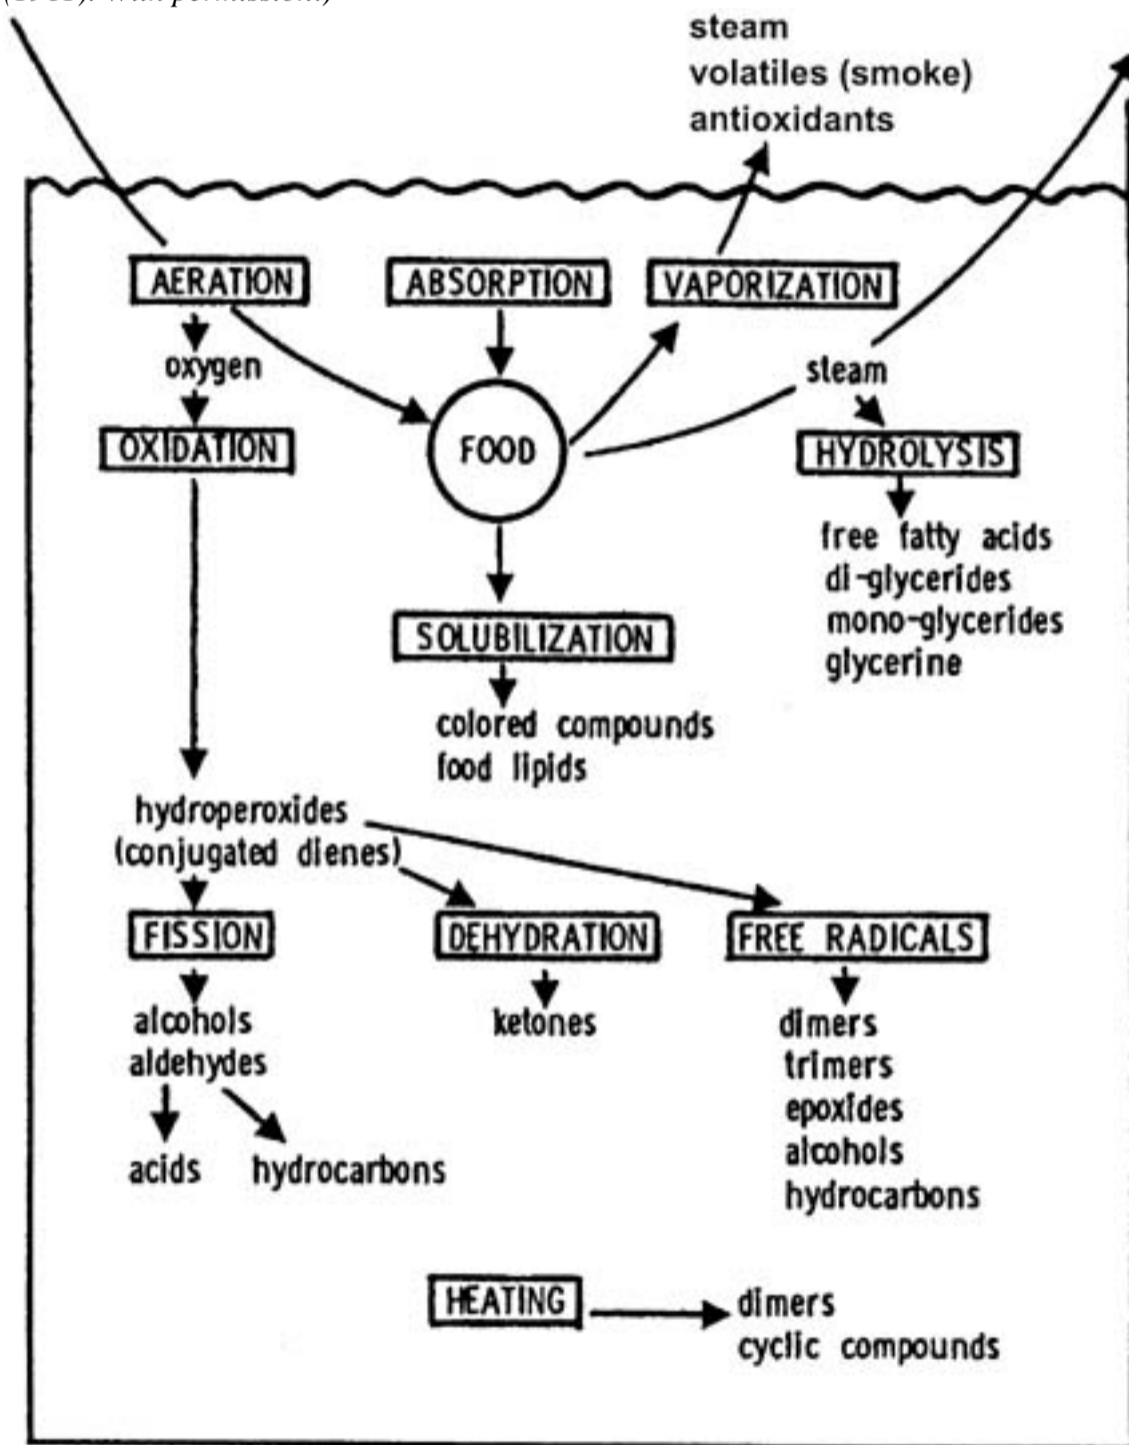 with permission.)
steam
volatiles (smoke)
antioxidants
AERATION
ABSORPTION
VAPORIZATION
oxygen
steam
OXIDATION
FOOD
HYDROLYSIS
free fatty acids
di-glycerides
mono-glycerides
glycerine
SOLUBILIZATION
colored compounds
food lipids
hydroperoxides
(conjugated dienes)
FISSION
DEHYDRATION
FREE RADICALS
alcohols
aldehydes
ketones
dimers
trimers
epoxides
alcohols
hydrocarbons
acids
hydrocarbons
HEATING
dimers
cyclic compounds